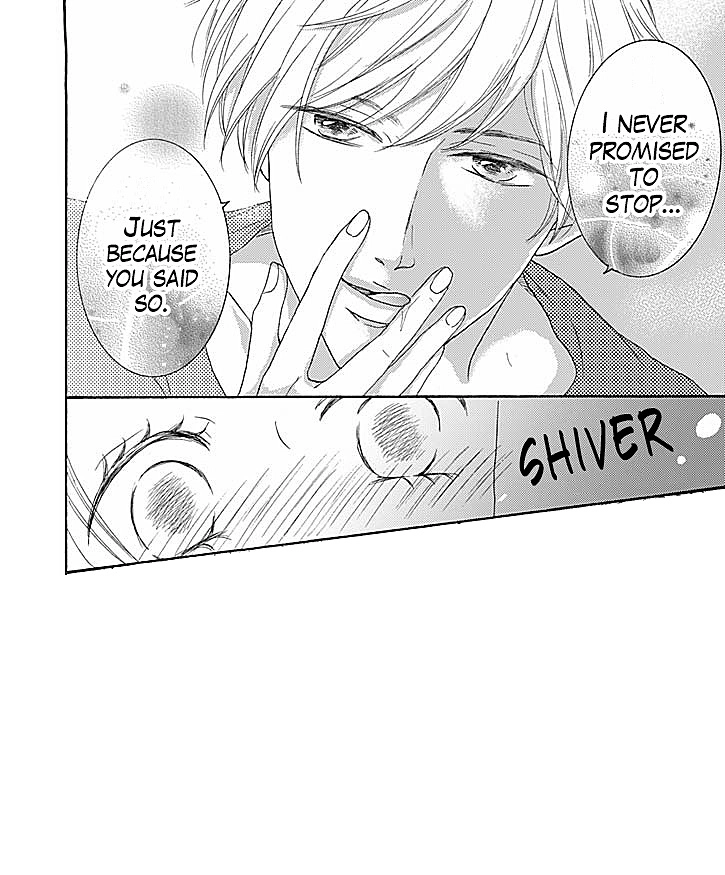 I NEVER
PROMISED
TO
STOP...
JUST
BECAUSE
YOU SAID
SO.
SHIVER